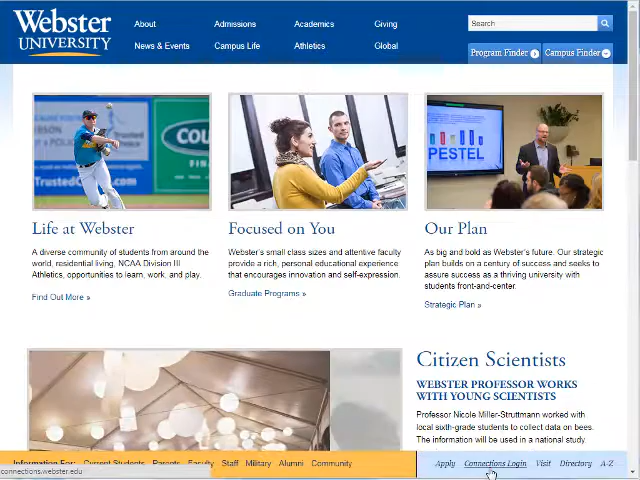 Webster
UNIVERSITY
About
Admissions
Academics
Giving
News & Events
Campus Life
Athletics
Global
Search
Program Finder
Campus Finder
TrustedCa
COU
FINA
PESTEL
Life at Webster
A diverse community of students from around the
world, residential living, NCAA Division III
Athletics, opportunities to learn, work, and play.
Find Out More »
Focused on You
Webster's small class sizes and attentive faculty
provide a rich, personal educational experience
that encourages innovation and self-expression.
Graduate Programs »
Our Plan
As big and bold as Webster's future. Our strategic
plan builds on a century of success and seeks to
assure success as a thriving university with
students front-and-center.
Strategic Plan »
Citizen Scientists
WEBSTER PROFESSOR WORKS
WITH YOUNG SCIENTISTS
Professor Nicole Miller-Struttmann worked with
local sixth-grade students to collect data on bees.
The information will be used in a national study
Information For: Current Students Parents Faculty Staff Military Alumni Community
Apply Connections Login Visit Directory A-Z
connections.webster.edu